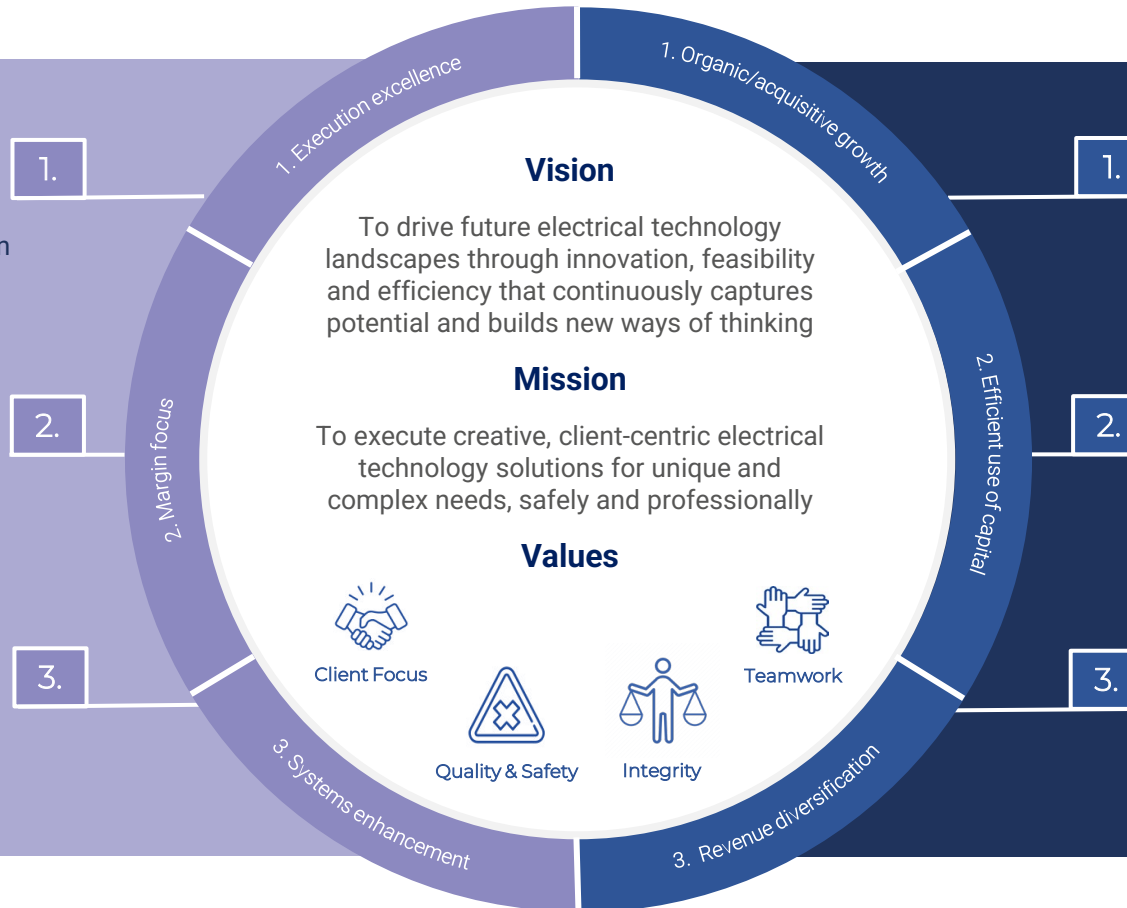 1. Execution excellence
2. Margin focus
3. Systems enhancement
1. Organic/acquisitive growth
2. Efficient use of capital
3. Revenue diversification
1.
2.
3.
Vision
To drive future electrical technology
landscapes through innovation, feasibility
and efficiency that continuously captures
potential and builds new ways of thinking
Mission
To execute creative, client-centric electrical
technology solutions for unique and
complex needs, safely and professionally
Values
Client Focus
Quality & Safety
Integrity
Teamwork
1.
2.
3.